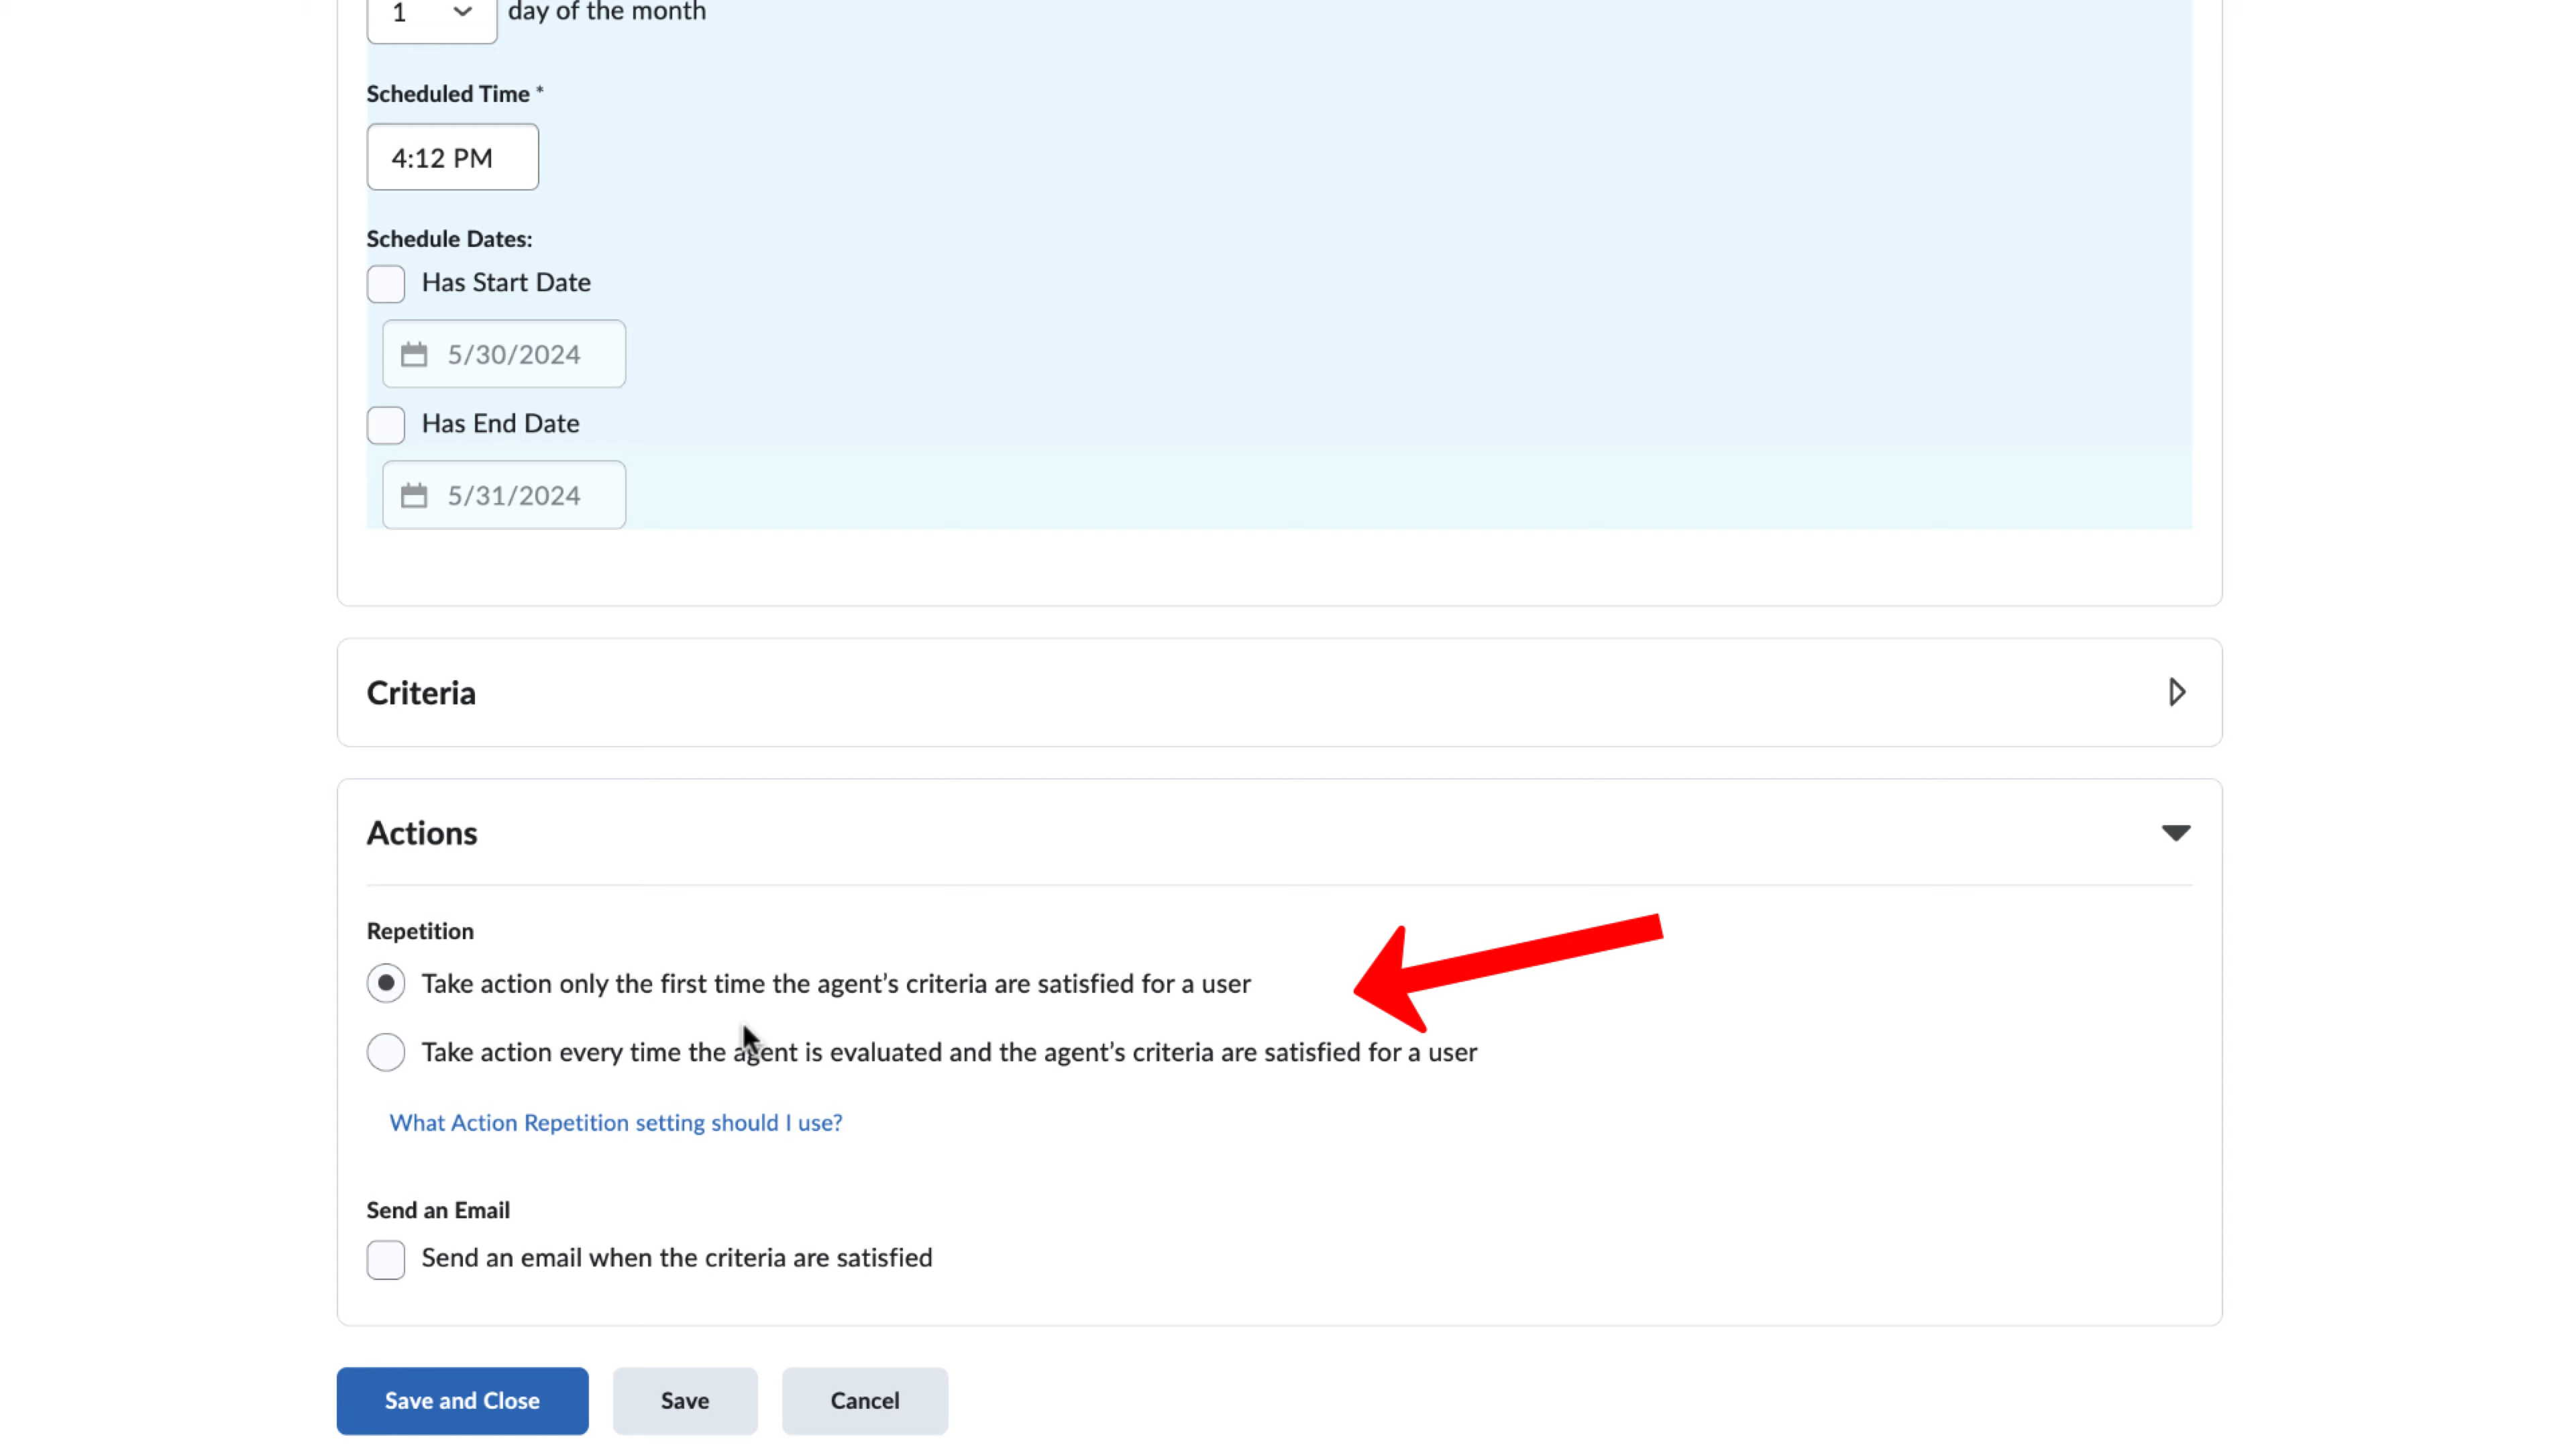 1 day of the month
Scheduled Time *
4:12 PM
Schedule Dates:
Has Start Date
5/30/2024
Has End Date
5/31/2024
Criteria
Actions
Repetition
Take action only the first time the agent’s criteria are satisfied for a user
Take action every time the agent is evaluated and the agent’s criteria are satisfied for a user
What Action Repetition setting should I use?
Send an Email
Send an email when the criteria are satisfied
Save and Close Save Cancel